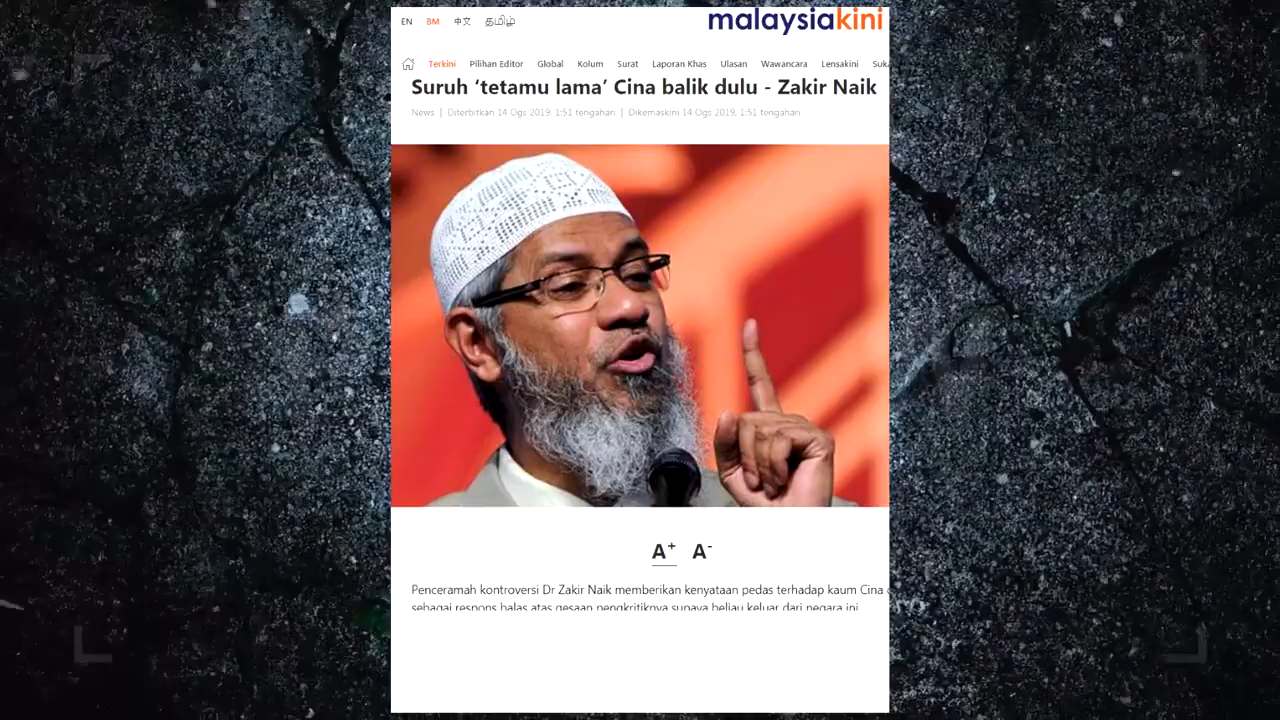 EN BM 中文 தமிழ்
malaysiakini
Terkini Pilihan Editor Global Kolum Surat Laporan Khas Ulasan Wawancara Lensakini
Suruh ‘tetamu lama’ Cina balik dulu - Zakir Naik
News | Diterbitkan 14 Ogs 2019, 1:51 tengahari | Dikemaskini 14 Ogs 2019, 1:51 tengahari
A+ A-
Penceramah kontroversi Dr Zakir Naik memberikan kenyataan pedas terhadap kaum Cina
sebagai respons balas atas gesaan pengkritiknya supaya beliau keluar dari negara ini